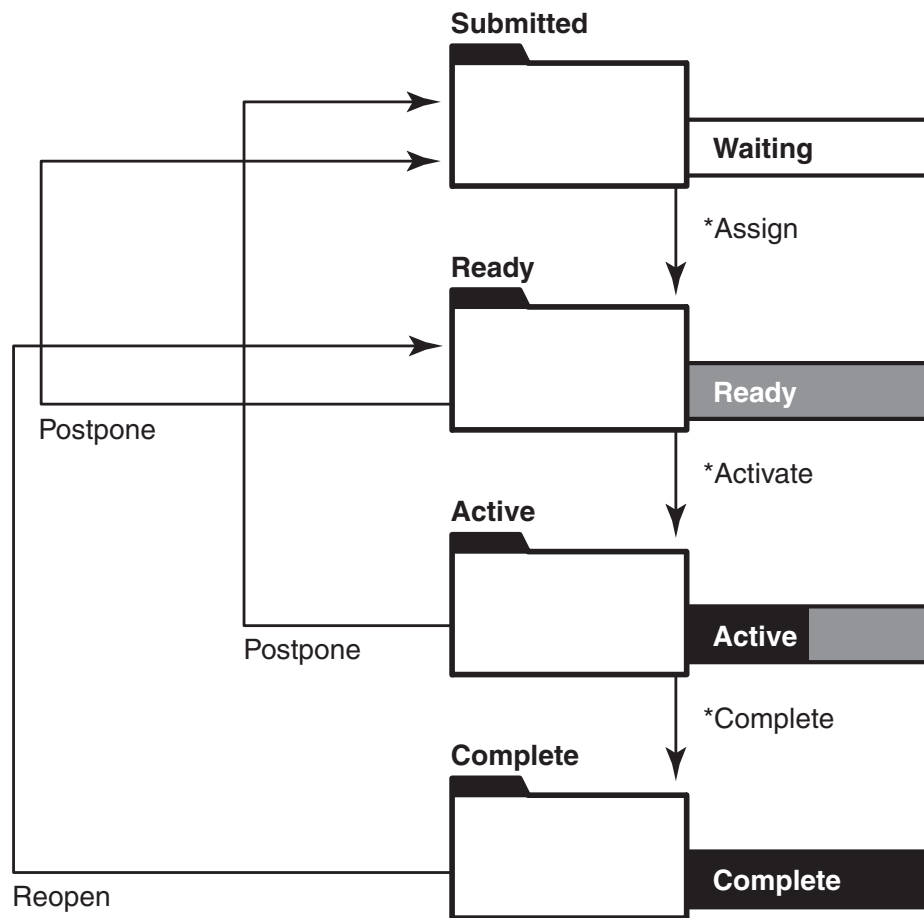 Submitted
Waiting
*Assign
Ready
Ready
Postpone
*Activate
Active
Active
Postpone
*Complete
Complete
Complete
Reopen